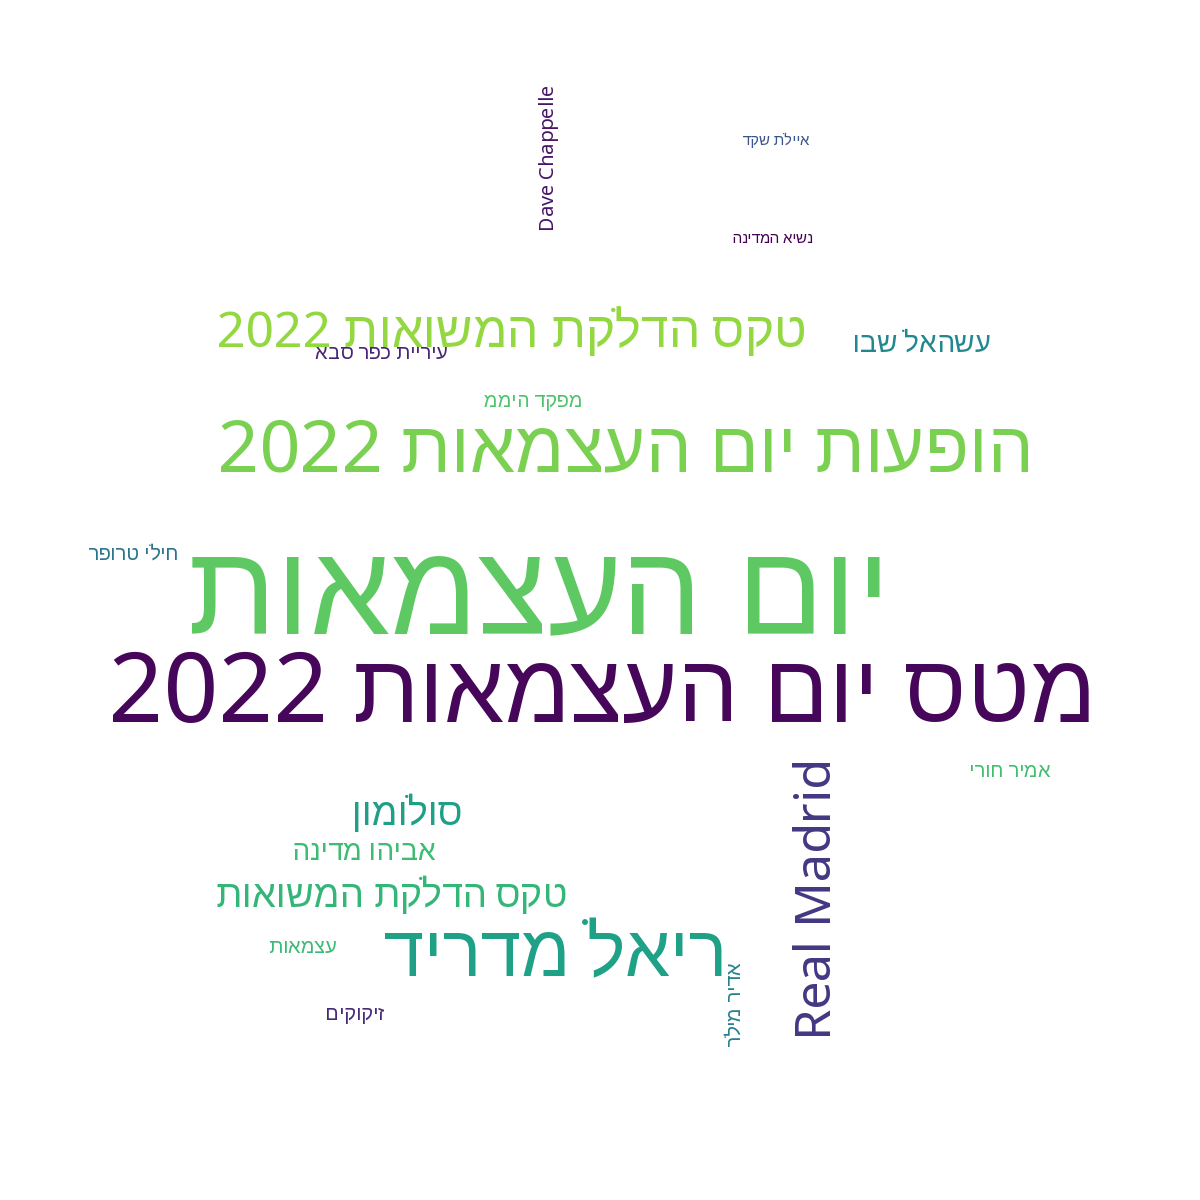 Dave Chappelle
איילת שקד
נשיא המדינה
טקס הדלקת המשואות 2022
עשהאל שבו
עיריית כפר סבא
מפקד היממ
הופעות יום העצמאות 2022
חילי טרופר
יום העצמאות
מטס יום העצמאות 2022
אמיר חורי
Real Madrid
סולומון
אביהו מדינה
טקס הדלקת המשואות
ריאל מדריד
עצמאות
אדיר מילר
זיקוקים